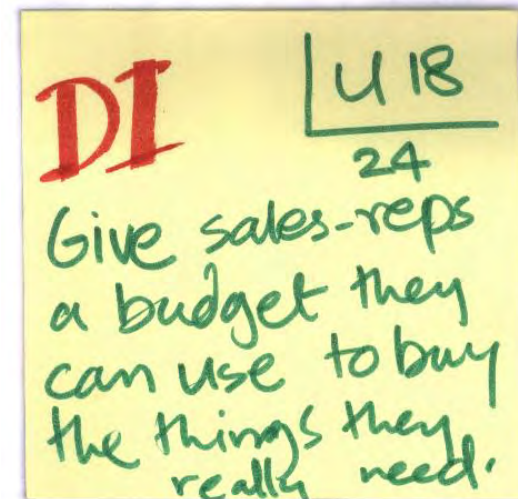 DI
U 18
24
Give sales-reps
a budget they
can use to buy
the things they
really need.